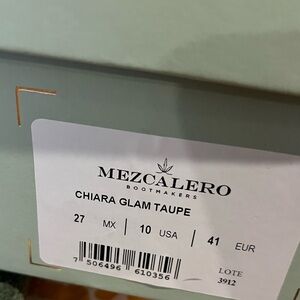 MEZCALERO
BOOTMAKERS
CHIARA GLAM TAUPE
27 MX | 10 USA | 41 EUR
7 506496 610356
LOTE
3912